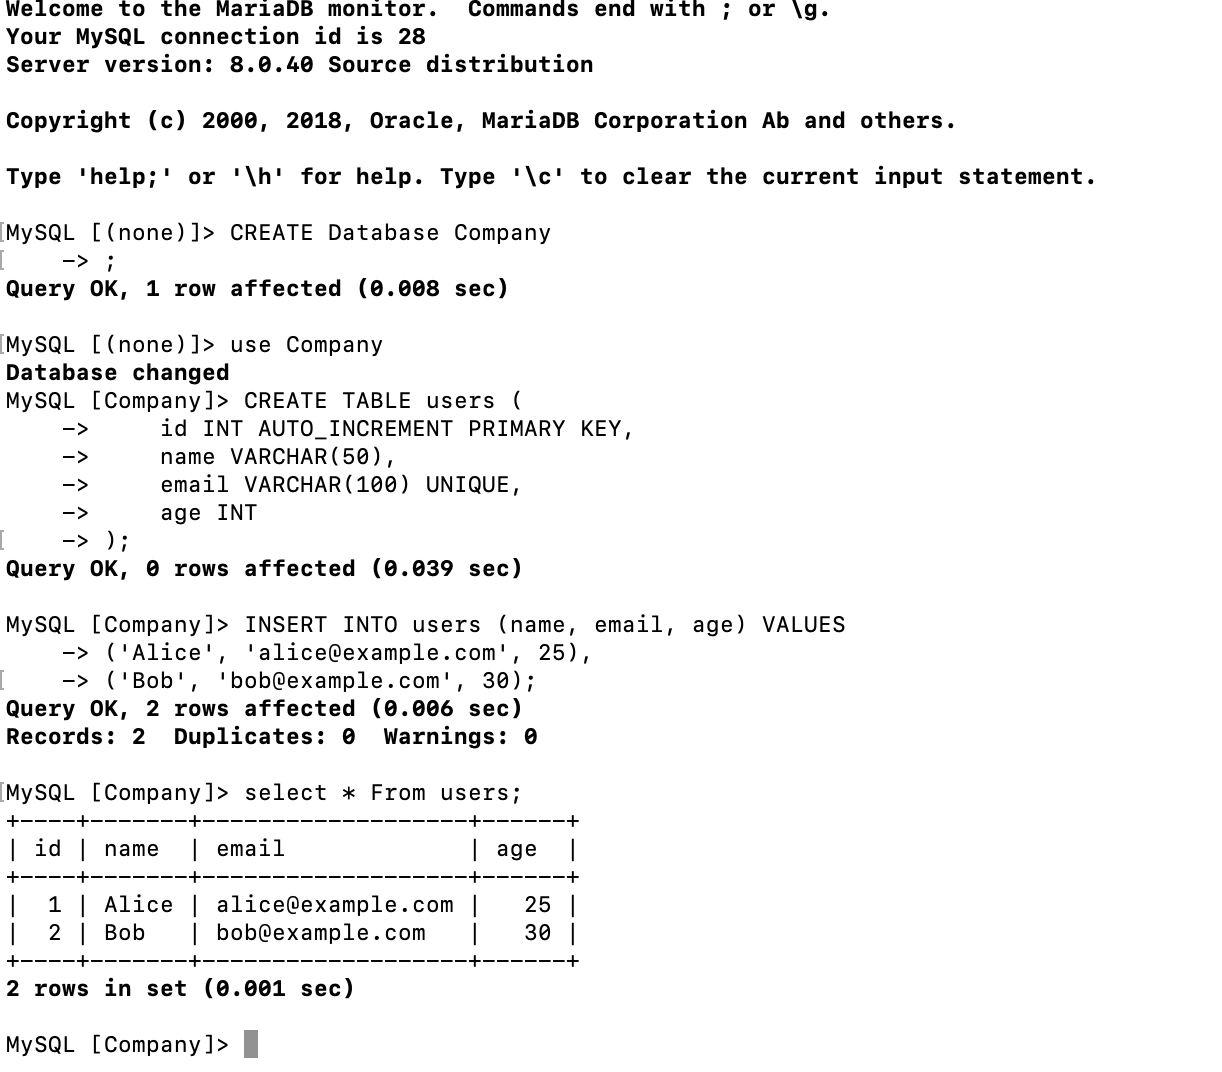 Welcome to the MariaDB monitor.  Commands end with ; or \g.
Your MySQL connection id is 28
Server version: 8.0.40 Source distribution

Copyright (c) 2000, 2018, Oracle, MariaDB Corporation Ab and others.

Type 'help;' or '\h' for help. Type '\c' to clear the current input statement.

MySQL [(none)]> CREATE Database Company
    -> ;
Query OK, 1 row affected (0.008 sec)

MySQL [(none)]> use Company
Database changed
MySQL [Company]> CREATE TABLE users (
    ->     id INT AUTO_INCREMENT PRIMARY KEY,
    ->     name VARCHAR(50),
    ->     email VARCHAR(100) UNIQUE,
    ->     age INT
    -> );
Query OK, 0 rows affected (0.039 sec)

MySQL [Company]> INSERT INTO users (name, email, age) VALUES
    -> ('Alice', 'alice@example.com', 25),
    -> ('Bob', 'bob@example.com', 30);
Query OK, 2 rows affected (0.006 sec)
Records: 2  Duplicates: 0  Warnings: 0

MySQL [Company]> select * From users;
+----+-------+-------------------+------+
| id | name  | email             | age  |
+----+-------+-------------------+------+
|  1 | Alice | alice@example.com |   25 |
|  2 | Bob   | bob@example.com   |   30 |
+----+-------+-------------------+------+
2 rows in set (0.001 sec)

MySQL [Company]>